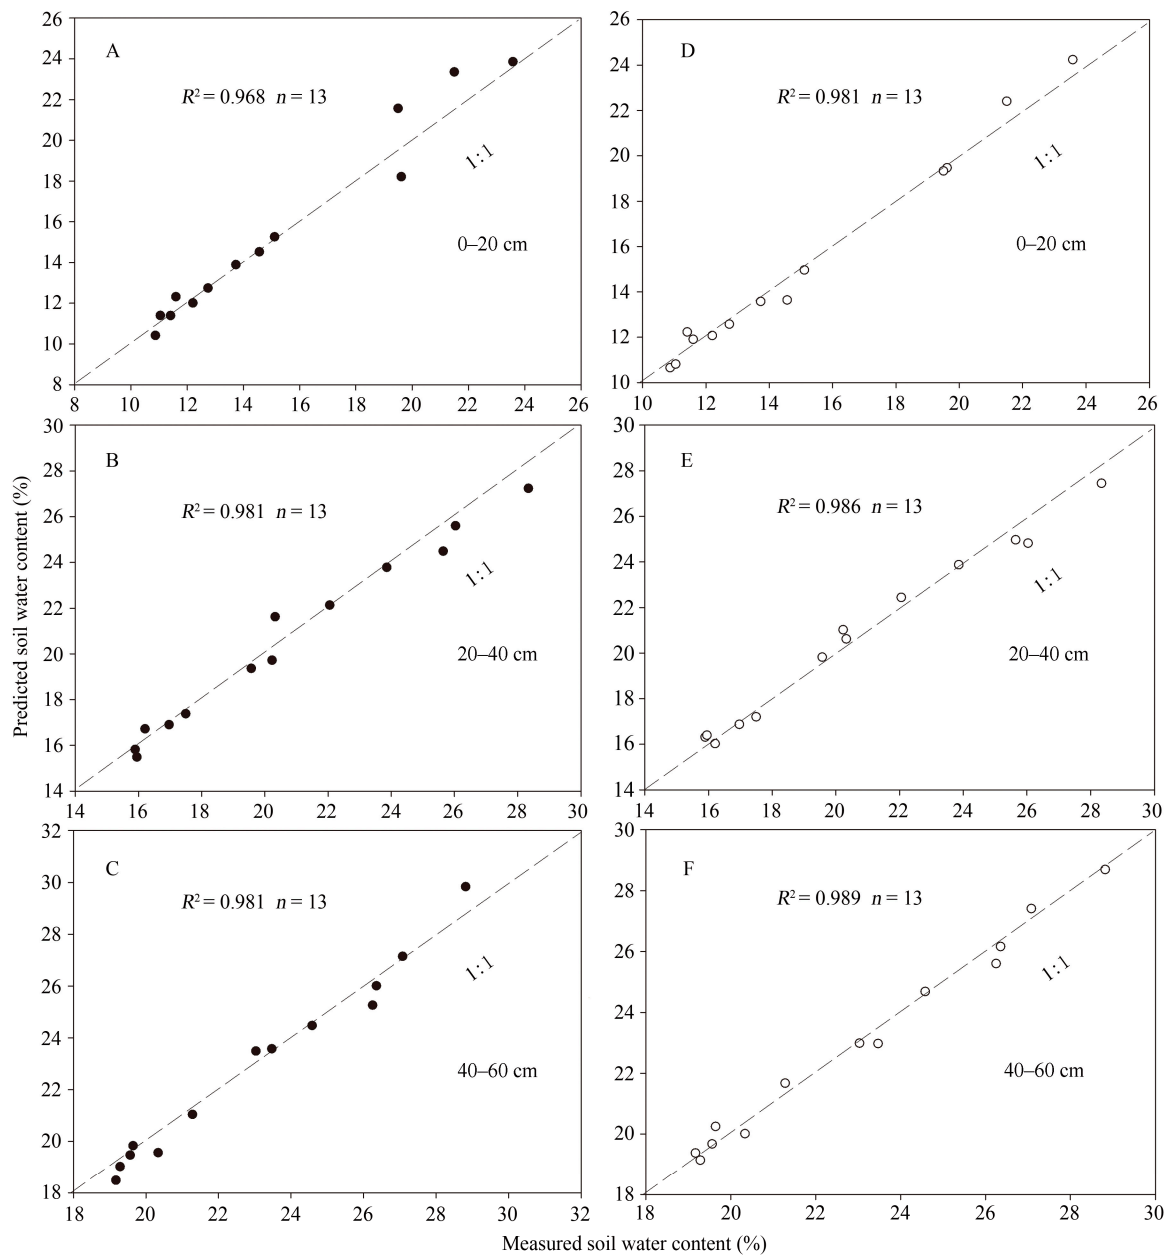 26
24
22
20
18
16
14
12
10
8
A
R² = 0.968 n = 13
1:1
0–20 cm
8 10 12 14 16 18 20 22 24 26
26
24
22
20
18
16
14
12
10
D
R² = 0.981 n = 13
1:1
0–20 cm
10 12 14 16 18 20 22 24 26
Predicted soil water content (%)
30
28
26
24
22
20
18
16
14
B
R² = 0.981 n = 13
1:1
20–40 cm
14 16 18 20 22 24 26 28 30
30
28
26
24
22
20
18
16
14
E
R² = 0.986 n = 13
1:1
20–40 cm
14 16 18 20 22 24 26 28 30
32
30
28
26
24
22
20
18
C
R² = 0.981 n = 13
1:1
40–60 cm
18 20 22 24 26 28 30 32
30
28
26
24
22
20
18
F
R² = 0.989 n = 13
1:1
40–60 cm
18 20 22 24 26 28 30
Measured soil water content (%)